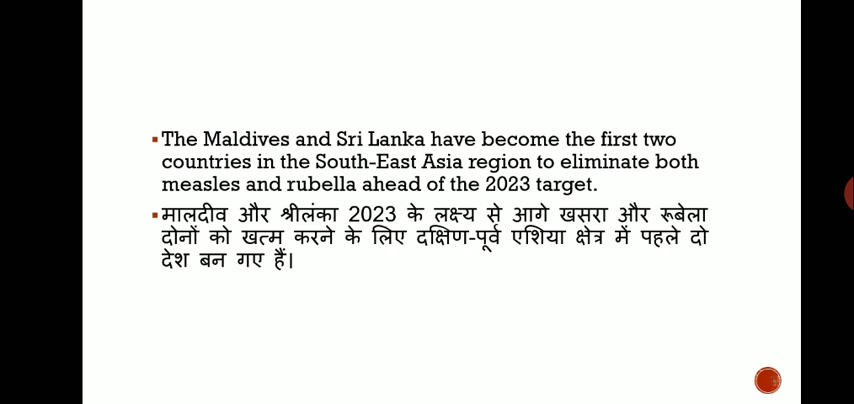 ▪The Maldives and Sri Lanka have become the first two
countries in the South-East Asia region to eliminate both
measles and rubella ahead of the 2023 target.
▪मालदीव और श्रीलंका 2023 के लक्ष्य से आगे खसरा और रूबेला
दोनों को खत्म करने के लिए दक्षिण-पूर्व एशिया क्षेत्र में पहले दो
देश बन गए हैं।